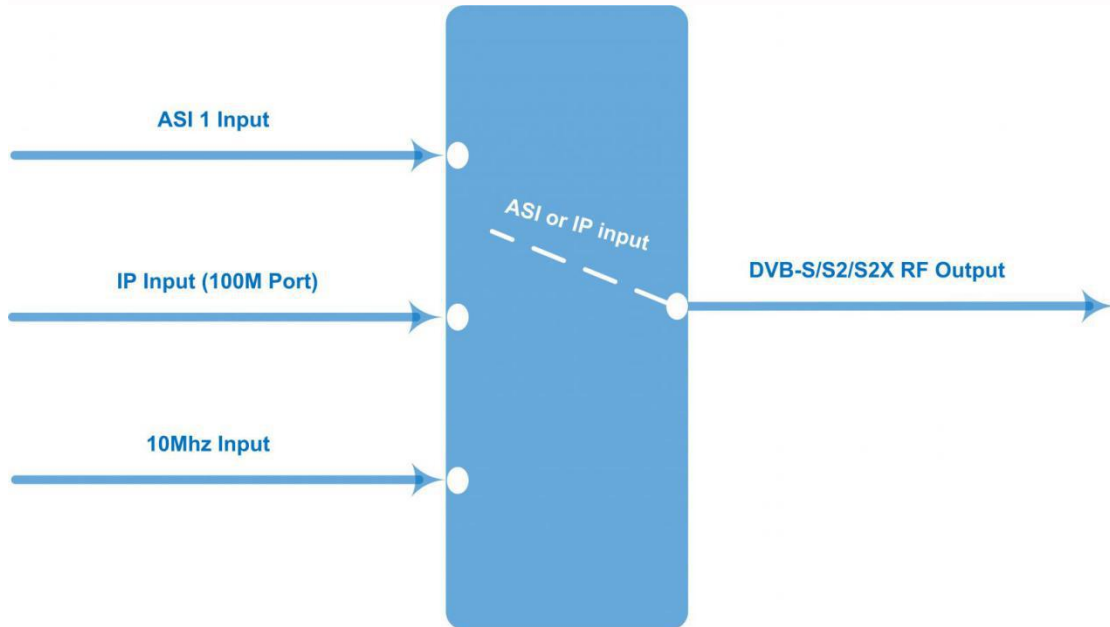 ASI 1 Input
ASI or IP input
IP Input (100M Port)
DVB-S/S2/S2X RF Output
10Mhz Input